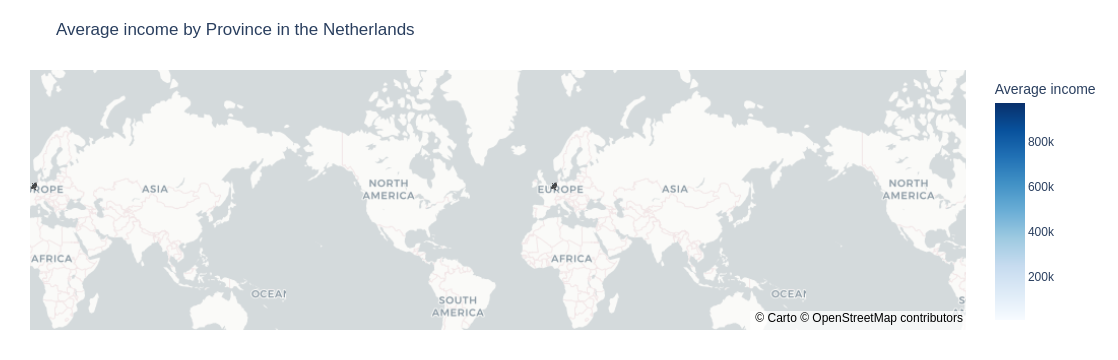 Average income by Province in the Netherlands
Average income
800k
600k
400k
200k
ROPE
ASIA
NORTH
AMERICA
EUROPE
ASIA
NORTH
AMERICA
AFRICA
AFRICA
OCEAN
OCEAN
SOUTH
AMERICA
S
A
© Carto © OpenStreetMap contributors